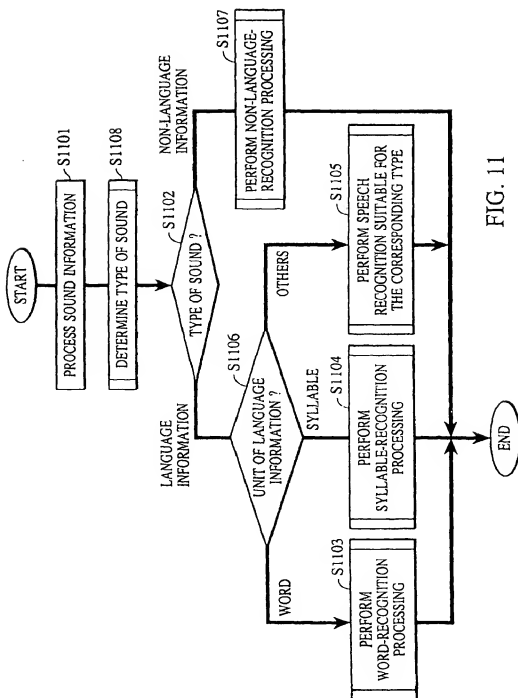 START
PROCESS SOUND INFORMATION
S1101
DETERMINE TYPE OF SOUND
S1108
TYPE OF SOUND ?
S1102
LANGUAGE
INFORMATION
NON-LANGUAGE
INFORMATION
UNIT OF LANGUAGE
INFORMATION ?
S1106
PERFORM NON-LANGUAGE-
RECOGNITION PROCESSING
S1107
WORD
SYLLABLE
OTHERS
PERFORM
WORD-RECOGNITION
PROCESSING
S1103
PERFORM
SYLLABLE-RECOGNITION
PROCESSING
S1104
PERFORM SPEECH
RECOGNITION SUITABLE FOR
THE CORRESPONDING TYPE
S1105
END
FIG. 11